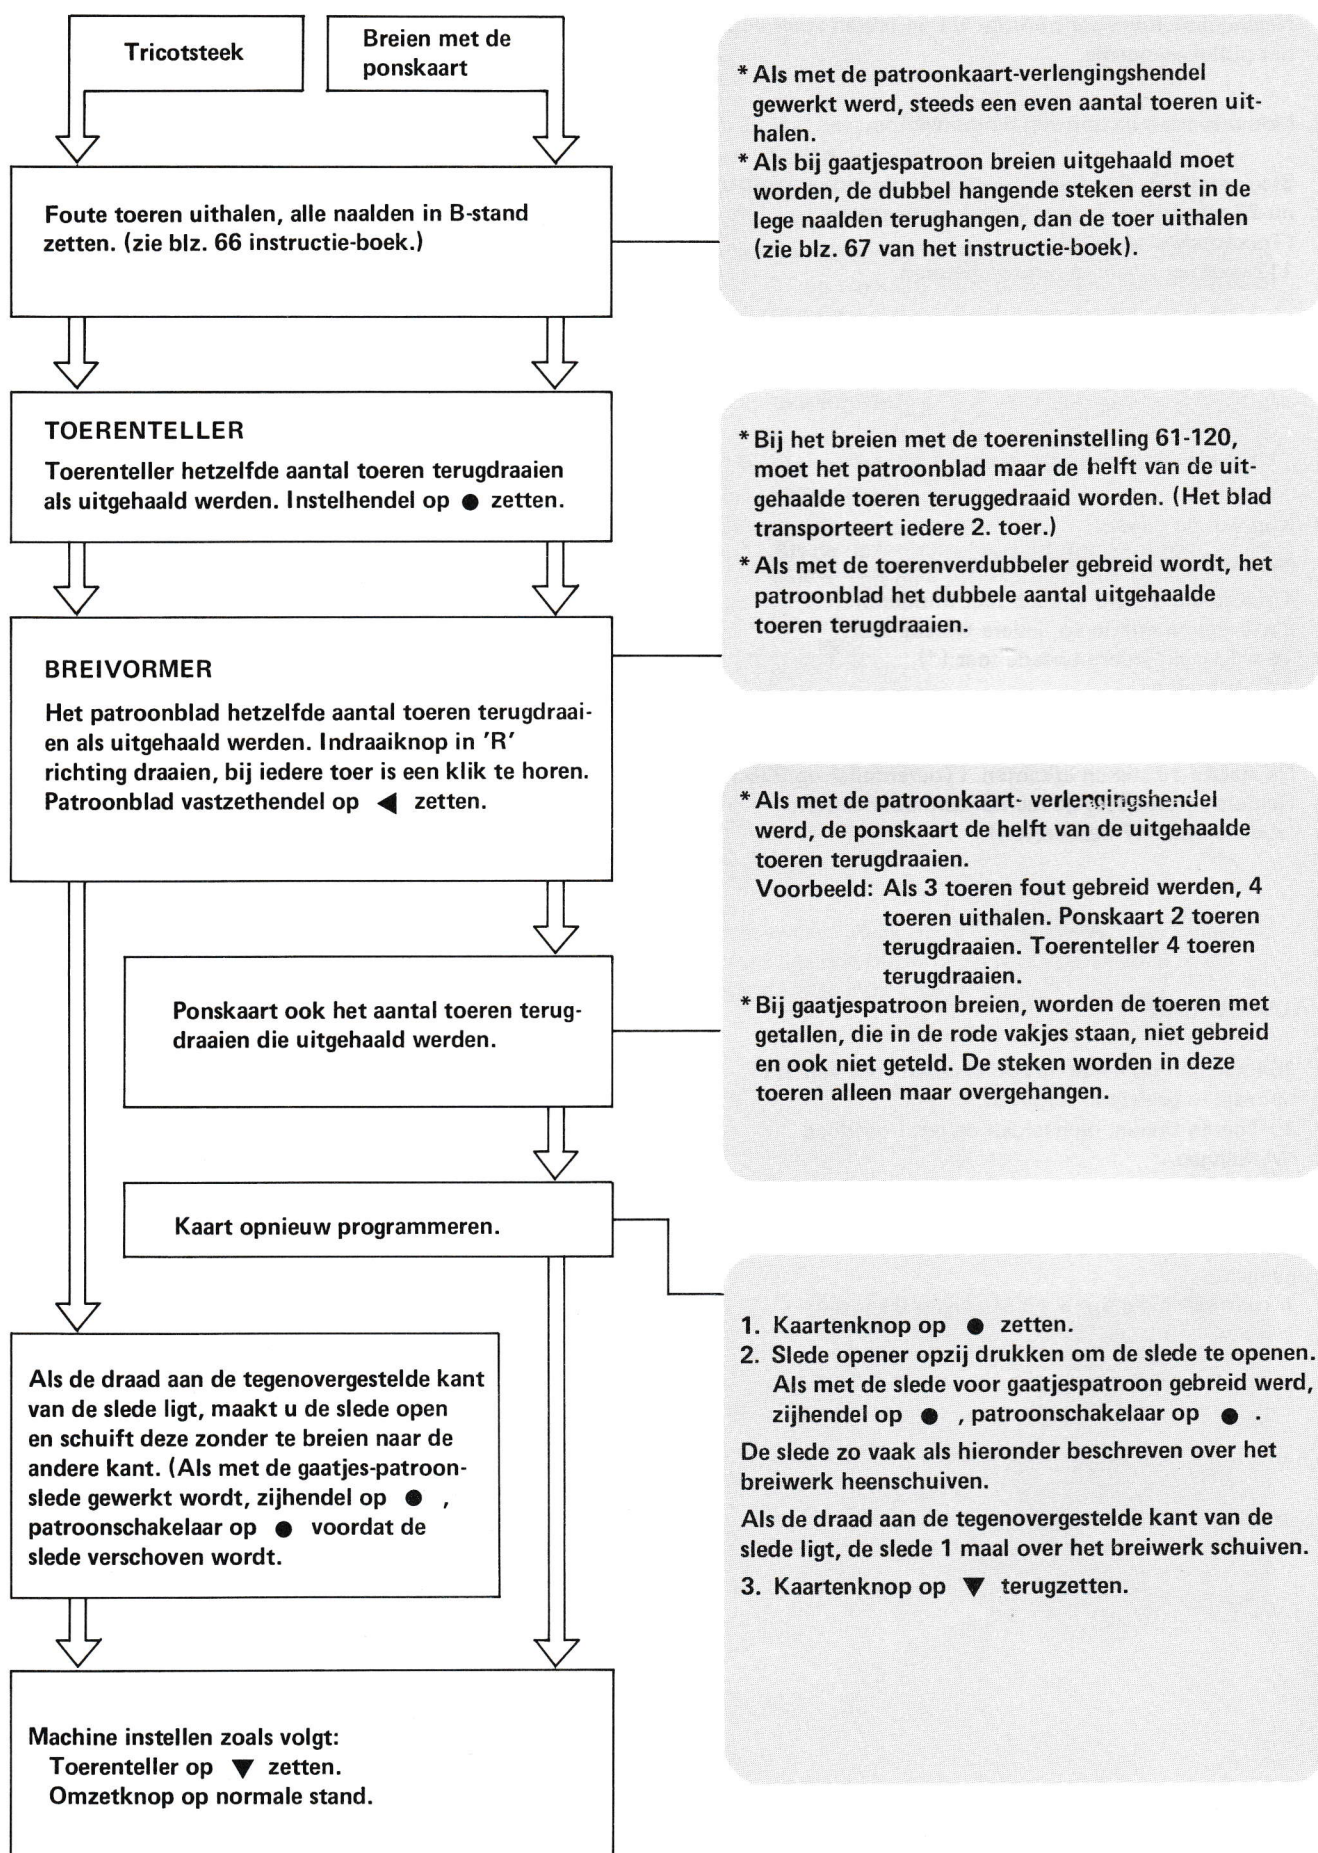 Tricotsteek
Breien met de
ponskaart
Foute toeren uithalen, alle naalden in B-stand
zetten. (zie blz. 66 instructie-boek.)
* Als met de patroonkaart-verlengingshendel
gewerkt werd, steeds een even aantal toeren uit-
halen.
* Als bij gaatjespatroon breien uitgehaald moet
worden, de dubbel hangende steken eerst in de
lege naalden terughangen, dan de toer uithalen
(zie blz. 67 van het instructie-boek).
TOERENTELLER
Toerenteller hetzelfde aantal toeren terugdraaien
als uitgehaald werden. Instelhendel op ● zetten.
* Bij het breien met de toereninstelling 61-120,
moet het patroonblad maar de helft van de uit-
gehaalde toeren teruggedraaid worden. (Het blad
transporteert iedere 2. toer.)
* Als met de toerenverdubbeler gebreid wordt, het
patroonblad het dubbele aantal uitgehaalde
toeren terugdraaien.
BREIVORMER
Het patroonblad hetzelfde aantal toeren terugdraai-
en als uitgehaald werden. Indraaiknop in 'R'
richting draaien, bij iedere toer is een klik te horen.
Patroonblad vastzethendel op ◀ zetten.
* Als met de patroonkaart- verlengingshendel
werd, de ponskaart de helft van de uitgehaalde
toeren terugdraaien.
Voorbeeld: Als 3 toeren fout gebreid werden, 4
toeren uithalen. Ponskaart 2 toeren
terugdraaien. Toerenteller 4 toeren
terugdraaien.
* Bij gaatjespatroon breien, worden de toeren met
getallen, die in de rode vakjes staan, niet gebreid
en ook niet geteld. De steken worden in deze
toeren alleen maar overgehangen.
Ponskaart ook het aantal toeren terug-
draaien die uitgehaald werden.
Kaart opnieuw programmeren.
1. Kaartenknop op ● zetten.
2. Slede opener opzij drukken om de slede te openen.
Als met de slede voor gaatjespatroon gebreid werd,
zijhendel op ● , patroonschakelaar op ● .
De slede zo vaak als hieronder beschreven over het
breiwerk heenschuiven.
Als de draad aan de tegenovergestelde kant van de
slede ligt, de slede 1 maal over het breiwerk schuiven.
3. Kaartenknop op ▼ terugzetten.
Als de draad aan de tegenovergestelde kant
van de slede ligt, maakt u de slede open
en schuift deze zonder te breien naar de
andere kant. (Als met de gaatjes-patroon-
slede gewerkt wordt, zijhendel op ● ,
patroonschakelaar op ● voordat de
slede verschoven wordt.
Machine instellen zoals volgt:
Toerenteller op ▼ zetten.
Omzetknop op normale stand.